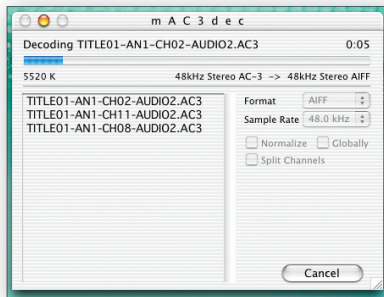 mAC3dec
Decoding TITLE01-AN1-CH02-AUDIO2.AC3 0:05
5520 K 48kHz Stereo AC-3 -> 48kHz Stereo AIFF
TITLE01-AN1-CH02-AUDIO2.AC3
TITLE01-AN1-CH11-AUDIO2.AC3
TITLE01-AN1-CH08-AUDIO2.AC3
Format AIFF
Sample Rate 48.0 kHz
Normalize Globally
Split Channels
Cancel